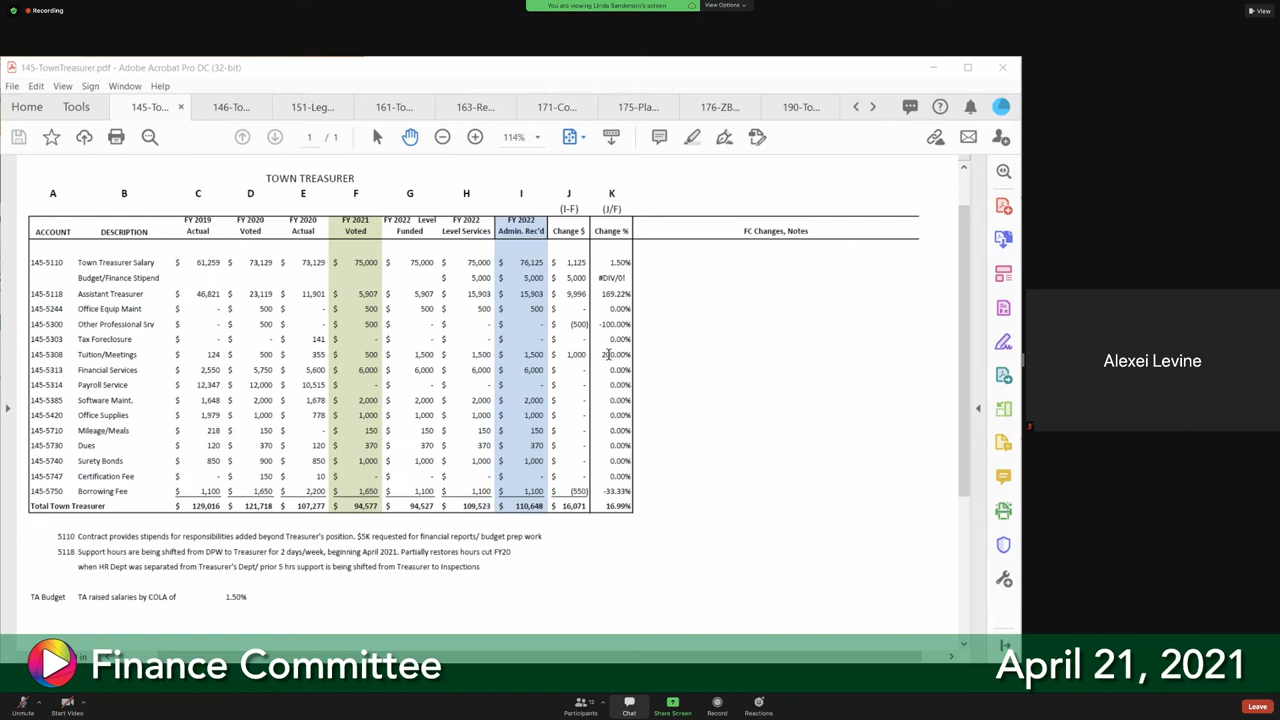 Recording
You are viewing Linda Sanderson's screen
View Options
View
145-TownTreasurer.pdf - Adobe Acrobat Pro DC (32-bit)
File Edit View Sign Window Help
Home Tools 145-To... × 146-To... 151-Leg... 161-To... 163-Re... 171-Co... 175-Pla... 176-ZB... 190-To...
1 / 1 114%
TOWN TREASURER
A B C D E F G H I J K
(I-F) (J/F)
FY 2019 FY 2020 FY 2020 FY 2021 FY 2022 Level FY 2022 FY 2022
ACCOUNT DESCRIPTION Actual Voted Actual Voted Funded Level Services Admin. Rec'd Change $ Change % FC Changes, Notes
145-5110 Town Treasurer Salary $ 61,259 $ 73,129 $ 73,129 $ 75,000 $ 75,000 $ 75,000 $ 76,125 $ 1,125 1.50%
Budget/Finance Stipend $ 5,000 $ 5,000 $ 5,000 #DIV/0!
145-5118 Assistant Treasurer $ 46,821 $ 23,119 $ 11,901 $ 5,907 $ 5,907 $ 15,903 $ 15,903 $ 9,996 169.22%
145-5244 Office Equip Maint $ - $ 500 $ - $ 500 $ 500 $ 500 $ 500 $ - 0.00%
145-5300 Other Professional Srv $ - $ 500 $ - $ 500 $ - $ - $ - $ (500) -100.00%
145-5303 Tax Foreclosure $ - $ - $ 141 $ - $ - $ - $ - $ - 0.00%
145-5308 Tuition/Meetings $ 124 $ 500 $ 355 $ 500 $ 1,500 $ 1,500 $ 1,500 $ 1,000 200.00%
145-5313 Financial Services $ 2,550 $ 5,750 $ 5,600 $ 6,000 $ 6,000 $ 6,000 $ 6,000 $ - 0.00%
145-5314 Payroll Service $ 12,347 $ 12,000 $ 10,515 $ - $ - $ - $ - $ - 0.00%
145-5385 Software Maint. $ 1,648 $ 2,000 $ 1,678 $ 2,000 $ 2,000 $ 2,000 $ 2,000 $ - 0.00%
145-5420 Office Supplies $ 1,979 $ 1,000 $ 778 $ 1,000 $ 1,000 $ 1,000 $ 1,000 $ - 0.00%
145-5710 Mileage/Meals $ 218 $ 150 $ - $ 150 $ 150 $ 150 $ 150 $ - 0.00%
145-5730 Dues $ 120 $ 370 $ 120 $ 370 $ 370 $ 370 $ 370 $ - 0.00%
145-5740 Surety Bonds $ 850 $ 900 $ 850 $ 1,000 $ 1,000 $ 1,000 $ 1,000 $ - 0.00%
145-5747 Certification Fee $ - $ 150 $ 10 $ - $ - $ - $ - $ - 0.00%
145-5750 Borrowing Fee $ 1,100 $ 1,650 $ 2,200 $ 1,650 $ 1,100 $ 1,100 $ 1,100 $ (550) -33.33%
Total Town Treasurer $ 129,016 $ 121,718 $ 107,277 $ 94,577 $ 94,527 $ 109,523 $ 110,648 $ 16,071 16.99%
5110 Contract provides stipends for responsibilities added beyond Treasurer's position. $5K requested for financial reports/ budget prep work
5118 Support hours are being shifted from DPW to Treasurer for 2 days/week, beginning April 2021. Partially restores hours cut FY20
when HR Dept was separated from Treasurer's Dept/ prior 5 hrs support is being shifted from Treasurer to Inspections
TA Budget TA raised salaries by COLA of 1.50%
Alexei Levine
Finance Committee April 21, 2021
Unmute Start Video Participants 12 Chat Share Screen Record Reactions Leave